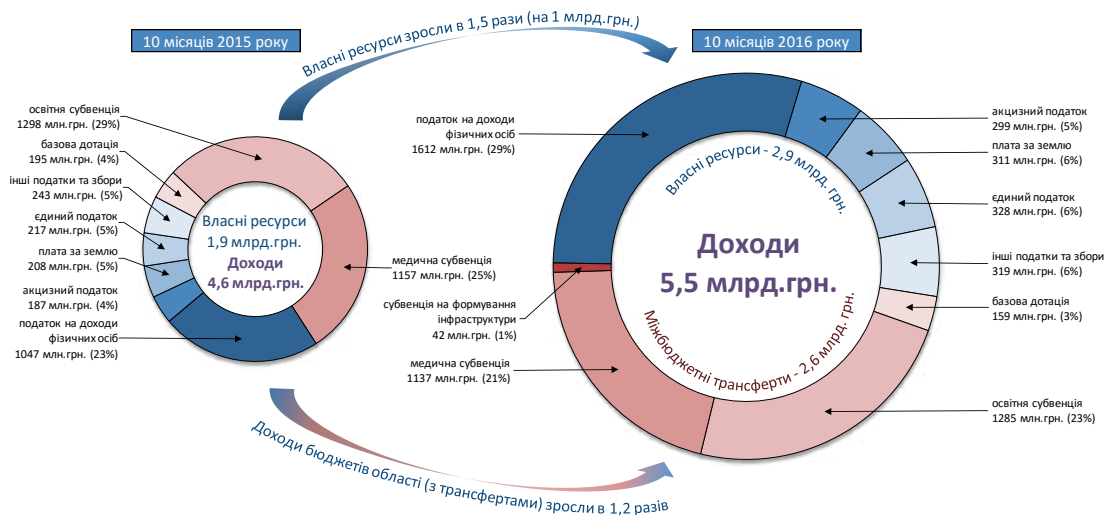 Власні ресурси зросли в 1,5 рази (на 1 млрд.грн.)
10 місяців 2015 року
10 місяців 2016 року
освітня субвенція
1298 млн.грн. (29%)
базова дотація
195 млн.грн. (4%)
інші податки та збори
243 млн.грн. (5%)
єдиний податок
217 млн.грн. (5%)
плата за землю
208 млн.грн. (5%)
акцизний податок
187 млн.грн. (4%)
податок на доходи
фізичних осіб
1047 млн.грн. (23%)
Власні ресурси
1,9 млрд.грн.
Доходи
4,6 млрд.грн.
медична субвенція
1157 млн.грн. (25%)
податок на доходи
фізичних осіб
1612 млн.грн. (29%)
субвенція на формування
інфраструктури
42 млн.грн. (1%)
медична субвенція
1137 млн.грн. (21%)
Власні ресурси - 2,9 млрд. грн.
Доходи
5,5 млрд.грн.
Міжбюджетні трансферти - 2,6 млрд. грн.
акцизний податок
299 млн.грн. (5%)
плата за землю
311 млн.грн. (6%)
єдиний податок
328 млн.грн. (6%)
інші податки та збори
319 млн.грн. (6%)
базова дотація
159 млн.грн. (3%)
освітня субвенція
1285 млн.грн. (23%)
Доходи бюджетів області (з трансфертами) зросли в 1,2 разів